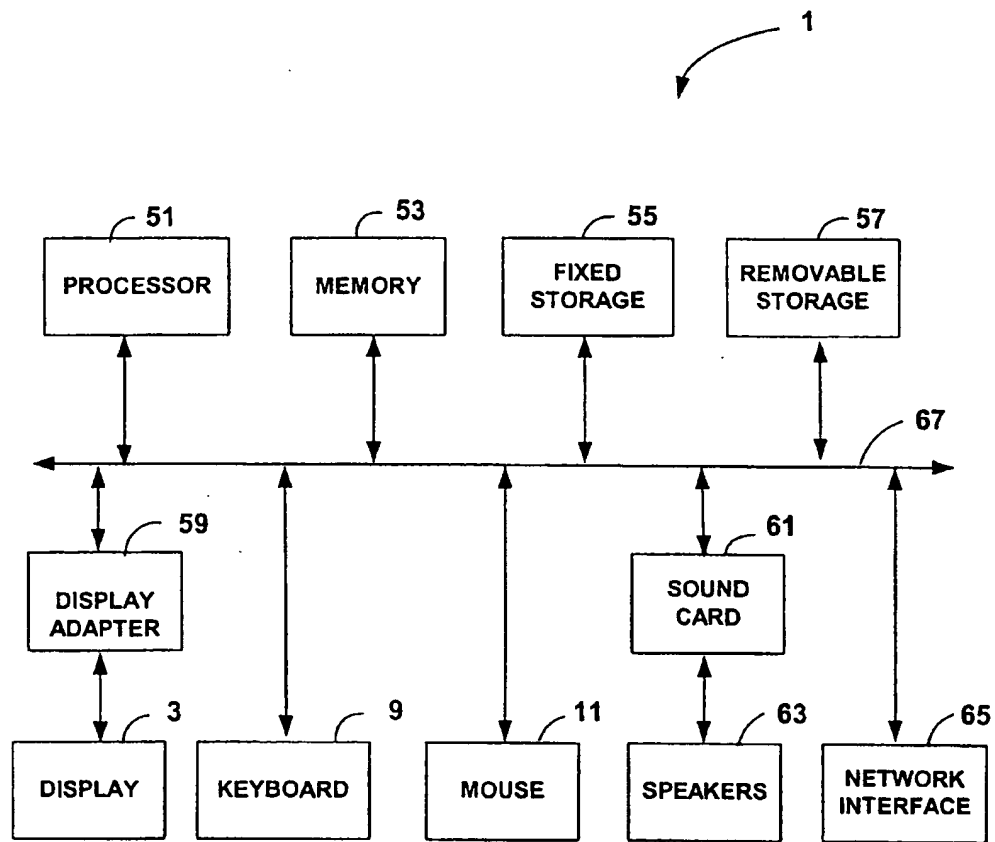 1
51
53
55
57
PROCESSOR
MEMORY
FIXED
STORAGE
REMOVABLE
STORAGE
67
59
61
DISPLAY
ADAPTER
SOUND
CARD
3
9
11
63
65
DISPLAY
KEYBOARD
MOUSE
SPEAKERS
NETWORK
INTERFACE